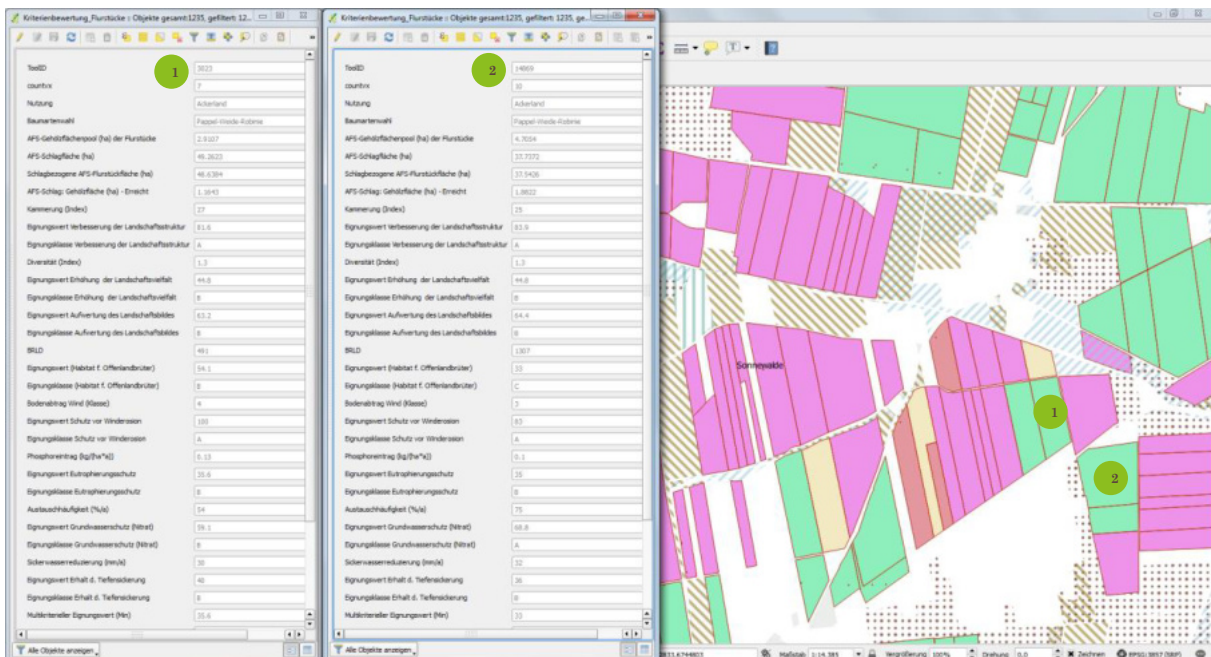 Kriterienbewertung_Flurstücke :: Objekte gesamt:1235, gefiltert: 12...
ToolID 3023
countvx 7
Nutzung Ackerland
Baumartenwahl Pappel-Weide-Robinie
AFS-Gehölzflächenpool (ha) der Flurstücke
AFS-Schlagfläche (ha) 46.2623
Schlagbezogene AFS-Flurstückfläche (ha) 46.6384
AFS-Schlag: Gehölzfläche (ha) - Erreicht 1.1643
Kammerung (Index) 27
Eignungswert Verbesserung der Landschaftsstruktur 81.6
Eignungsklasse Verbesserung der Landschaftsstruktur A
Diversität (Index) 1.3
Eignungswert Erhöhung der Landschaftsvielfalt 44.8
Eignungsklasse Erhöhung der Landschaftsvielfalt B
Eignungswert Aufwertung des Landschaftsbildes 63.2
Eignungsklasse Aufwertung des Landschaftsbildes B
BRLD 491
Eignungswert (Habitat f. Offenlandbrüter) 54.1
Eignungsklasse (Habitat f. Offenlandbrüter) B
Bodenabtrag Wind (Klasse) 4
Eignungswert Schutz vor Winderosion 100
Eignungsklasse Schutz vor Winderosion A
Phosphoreintrag (kg/(ha*a)) 0.13
Eignungswert Eutrophierungsschutz 35.6
Eignungsklasse Eutrophierungsschutz B
Austauschhäufigkeit (%/a) 54
Eignungswert Grundwasserschutz (Nitrat) 59.1
Eignungsklasse Grundwasserschutz (Nitrat) B
Sickerwasserreduzierung (mm/a) 30
Eignungswert Erhalt d. Tiefensickerung 40
Eignungsklasse Erhalt d. Tiefensickerung B
Multikriterieller Eignungswert (Min) 35.6
Alle Objekte anzeigen
1
Kriterienbewertung_Flurstücke :: Objekte gesamt:1235, gefiltert: 1235, ge...
ToolID 14869
countvx 10
Nutzung Ackerland
Baumartenwahl Pappel-Weide-Robinie
AFS-Gehölzflächenpool (ha) der Flurstücke 4.7054
AFS-Schlagfläche (ha) 37.7372
Schlagbezogene AFS-Flurstückfläche (ha) 37.5406
AFS-Schlag: Gehölzfläche (ha) - Erreicht 1.8822
Kammerung (Index) 25
Eignungswert Verbesserung der Landschaftsstruktur 83.9
Eignungsklasse Verbesserung der Landschaftsstruktur A
Diversität (Index) 1.3
Eignungswert Erhöhung der Landschaftsvielfalt 44.8
Eignungsklasse Erhöhung der Landschaftsvielfalt B
Eignungswert Aufwertung des Landschaftsbildes 64.4
Eignungsklasse Aufwertung des Landschaftsbildes B
BRLD 1307
Eignungswert (Habitat f. Offenlandbrüter) 33
Eignungsklasse (Habitat f. Offenlandbrüter) C
Bodenabtrag Wind (Klasse) 3
Eignungswert Schutz vor Winderosion 83
Eignungsklasse Schutz vor Winderosion A
Phosphoreintrag (kg/(ha*a)) 0.1
Eignungswert Eutrophierungsschutz 35
Eignungsklasse Eutrophierungsschutz B
Austauschhäufigkeit (%/a) 75
Eignungswert Grundwasserschutz (Nitrat) 68.8
Eignungsklasse Grundwasserschutz (Nitrat) A
Sickerwasserreduzierung (mm/a) 32
Eignungswert Erhalt d. Tiefensickerung 36
Eignungsklasse Erhalt d. Tiefensickerung B
Multikriterieller Eignungswert (Min) 33
Alle Objekte anzeigen
2
Sonnewalde
1
2
Maßstab 1:14.385 Vergrößerung 100% Drehung 0,0 Zeichnen EPSG:3857 (OTF)